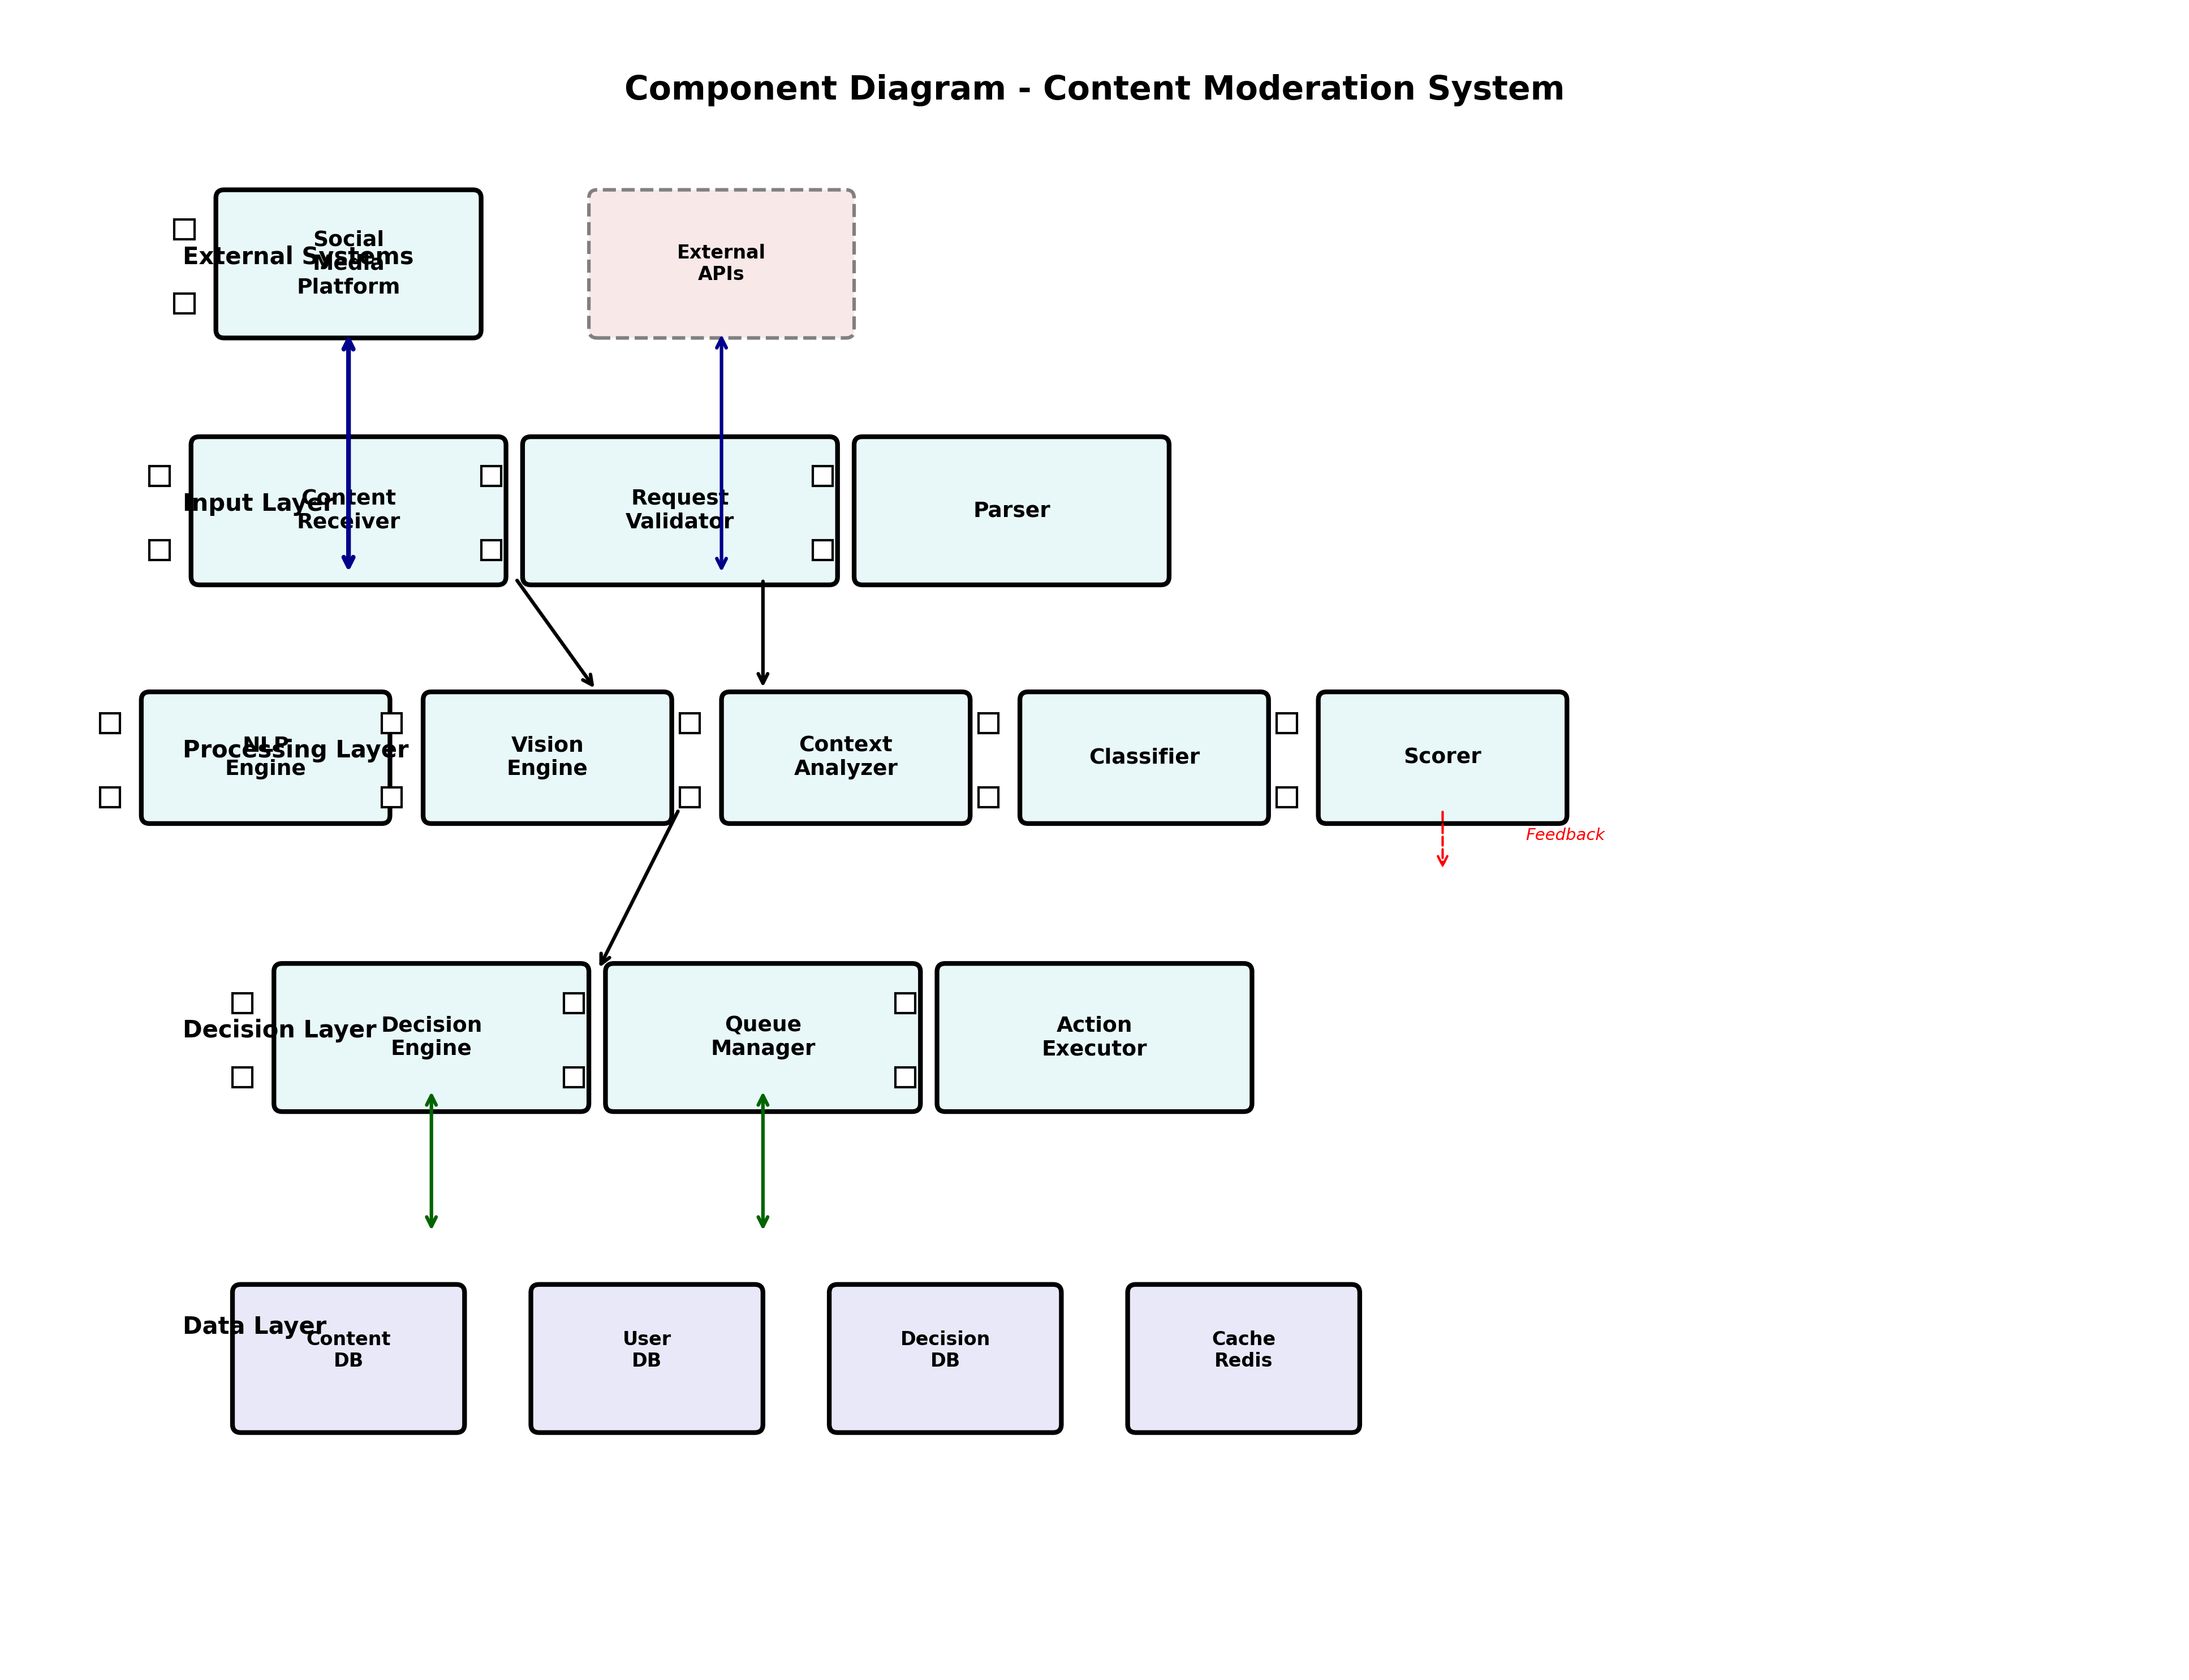 Component Diagram - Content Moderation System
External Systems
Social
Media
Platform
External
APIs
Input Layer
Content
Receiver
Request
Validator
Parser
Processing Layer
NLP
Engine
Vision
Engine
Context
Analyzer
Classifier
Scorer
Feedback
Decision Layer
Decision
Engine
Queue
Manager
Action
Executor
Data Layer
Content
DB
User
DB
Decision
DB
Cache
Redis